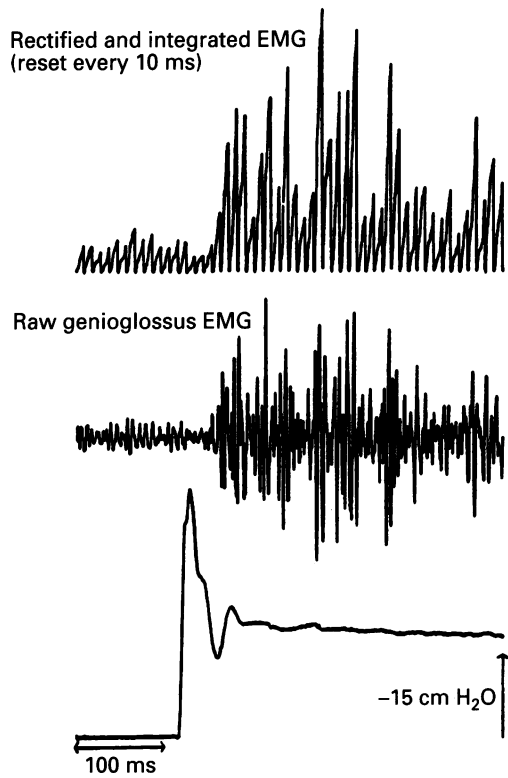 Rectified and integrated EMG
(reset every 10 ms)
Raw genioglossus EMG
–15 cm H₂O
100 ms